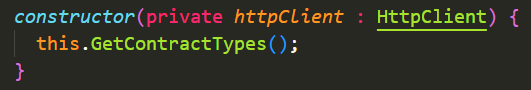 constructor(private httpClient : HttpClient) {
this.GetContractTypes();
}